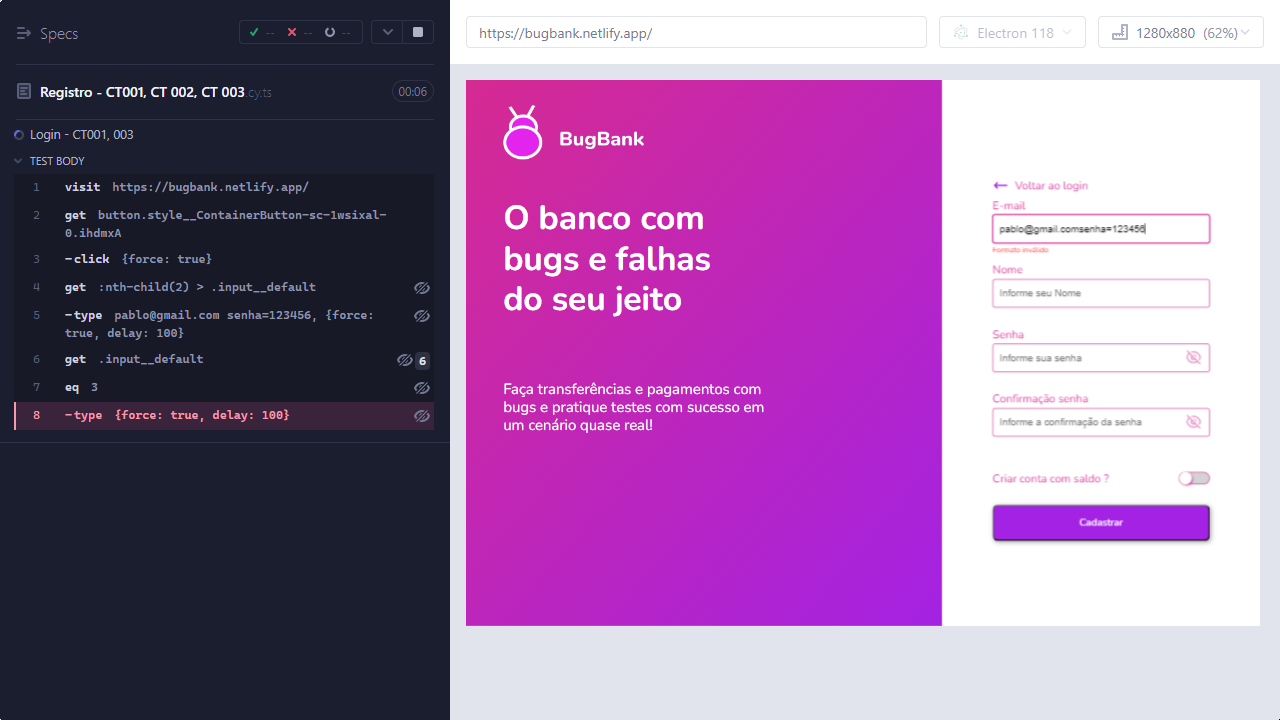 Specs
-- -- --
Registro - CT001, CT 002, CT 003.cy.ts
00:06
Login - CT001, 003
TEST BODY
1 visit https://bugbank.netlify.app/
2 get button.style__ContainerButton-sc-1wsixal-
0.ihdmxA
3 -click {force: true}
4 get :nth-child(2) > .input__default
5 -type pablo@gmail.com senha=123456, {force:
true, delay: 100}
6 get .input__default 6
7 eq 3
8 -type {force: true, delay: 100}
https://bugbank.netlify.app/
Electron 118
1280x880 (62%)
BugBank
O banco com
bugs e falhas
do seu jeito
Faça transferências e pagamentos com
bugs e pratique testes com sucesso em
um cenário quase real!
Voltar ao login
E-mail
pablo@gmail.comsenha=123456
Formato inválido
Nome
Informe seu Nome
Senha
Informe sua senha
Confirmação senha
Informe a confirmação da senha
Criar conta com saldo ?
Cadastrar